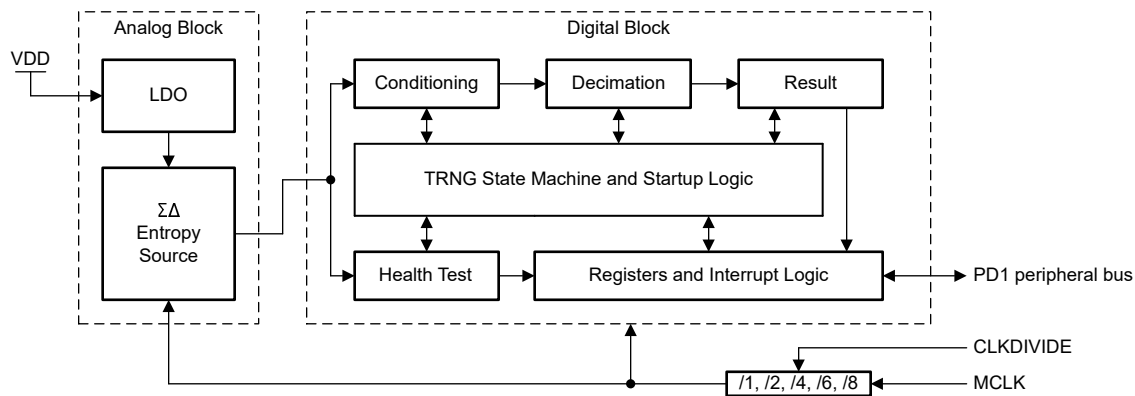 Analog Block
Digital Block
VDD
LDO
Conditioning
Decimation
Result
TRNG State Machine and Startup Logic
ΣΔ
Entropy
Source
Health Test
Registers and Interrupt Logic
PD1 peripheral bus
CLKDIVIDE
/1, /2, /4, /6, /8
MCLK